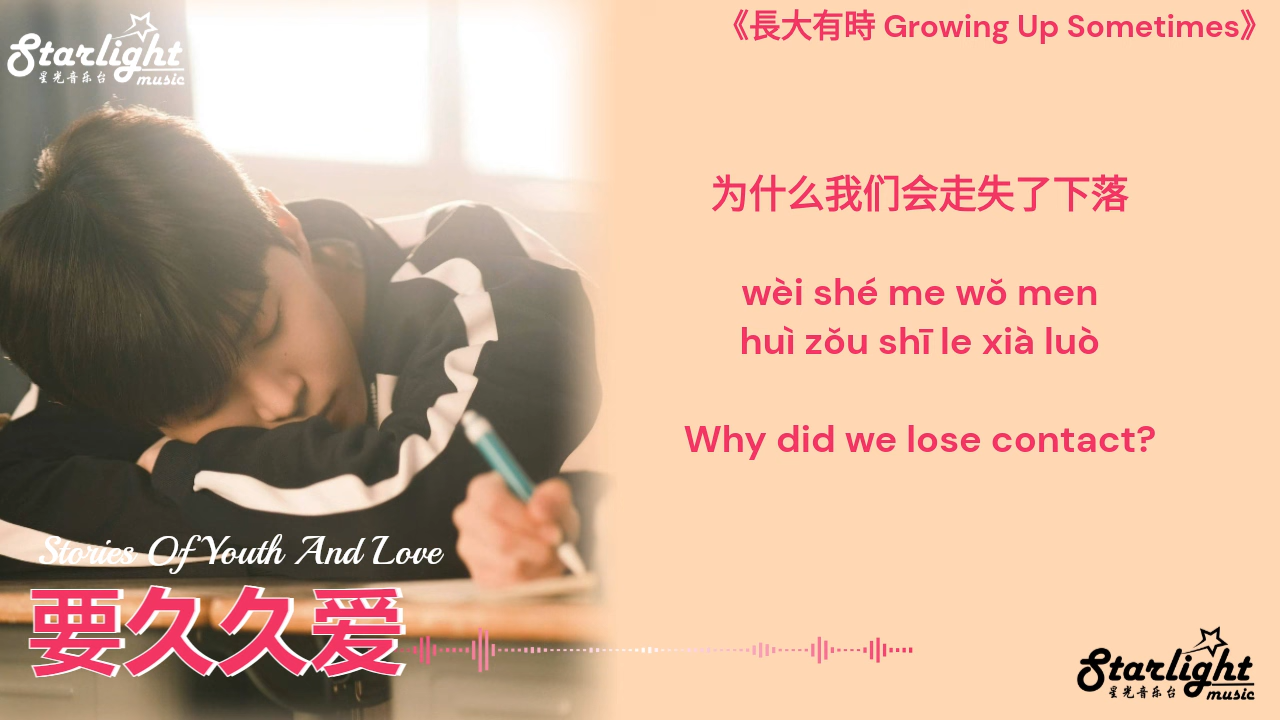 Starlight
星光音乐台 music
《長大有時 Growing Up Sometimes》
为什么我们会走失了下落
wèi shé me wǒ men
huì zǒu shī le xià luò
Why did we lose contact?
Stories Of Youth And Love
要久久爱
Starlight
星光音乐台 music